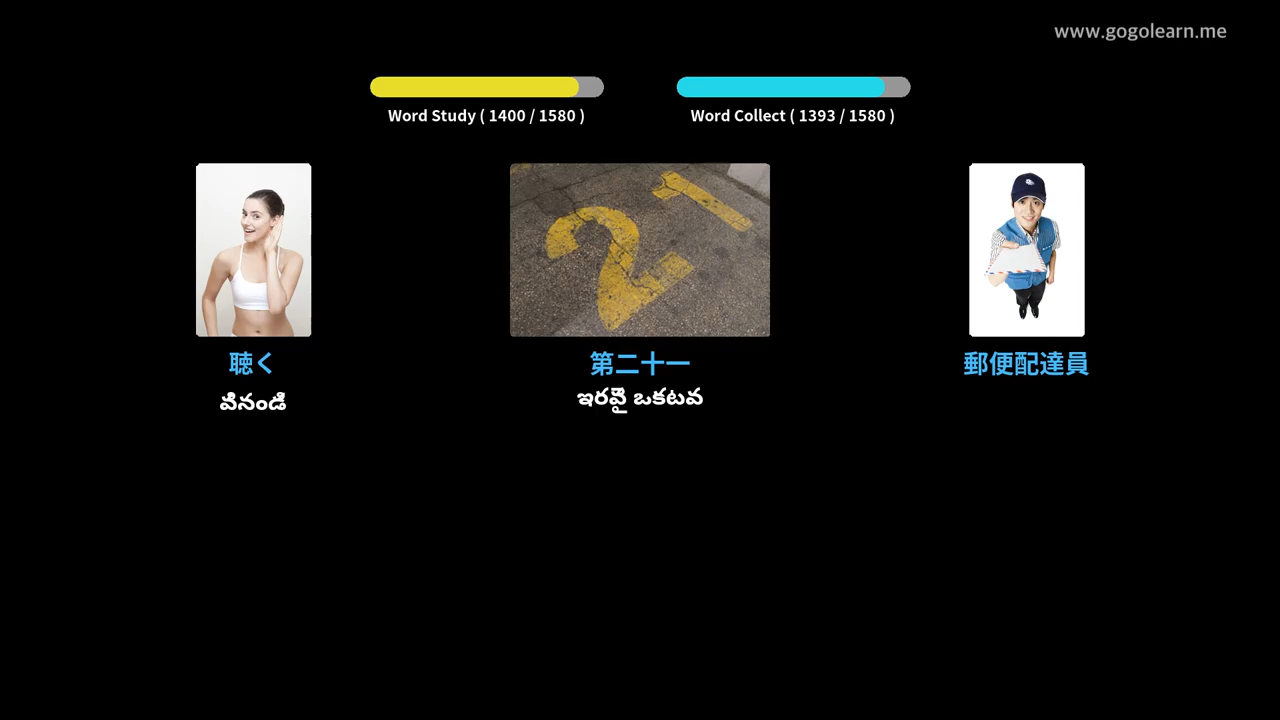 www.gogolearn.me
Word Study ( 1400 / 1580 )
Word Collect ( 1393 / 1580 )
21
聴く
第二十一
郵便配達員
వినండి
ఇరవై ఒకటవ